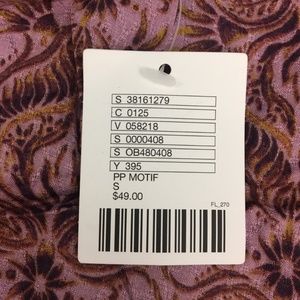 S 38161279
C 0125
V 058218
S 0000408
S OB480408
Y 395
PP MOTIF
S
$49.00
FL_270